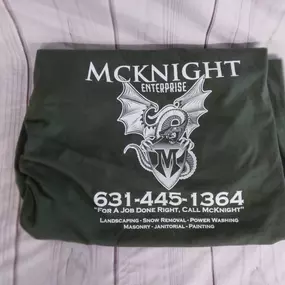 McKnight
Enterprise
M
631-445-1364
"For A Job Done Right, Call McKnight"
Landscaping - Snow Removal - Power Washing
Masonry - Janitorial - Painting